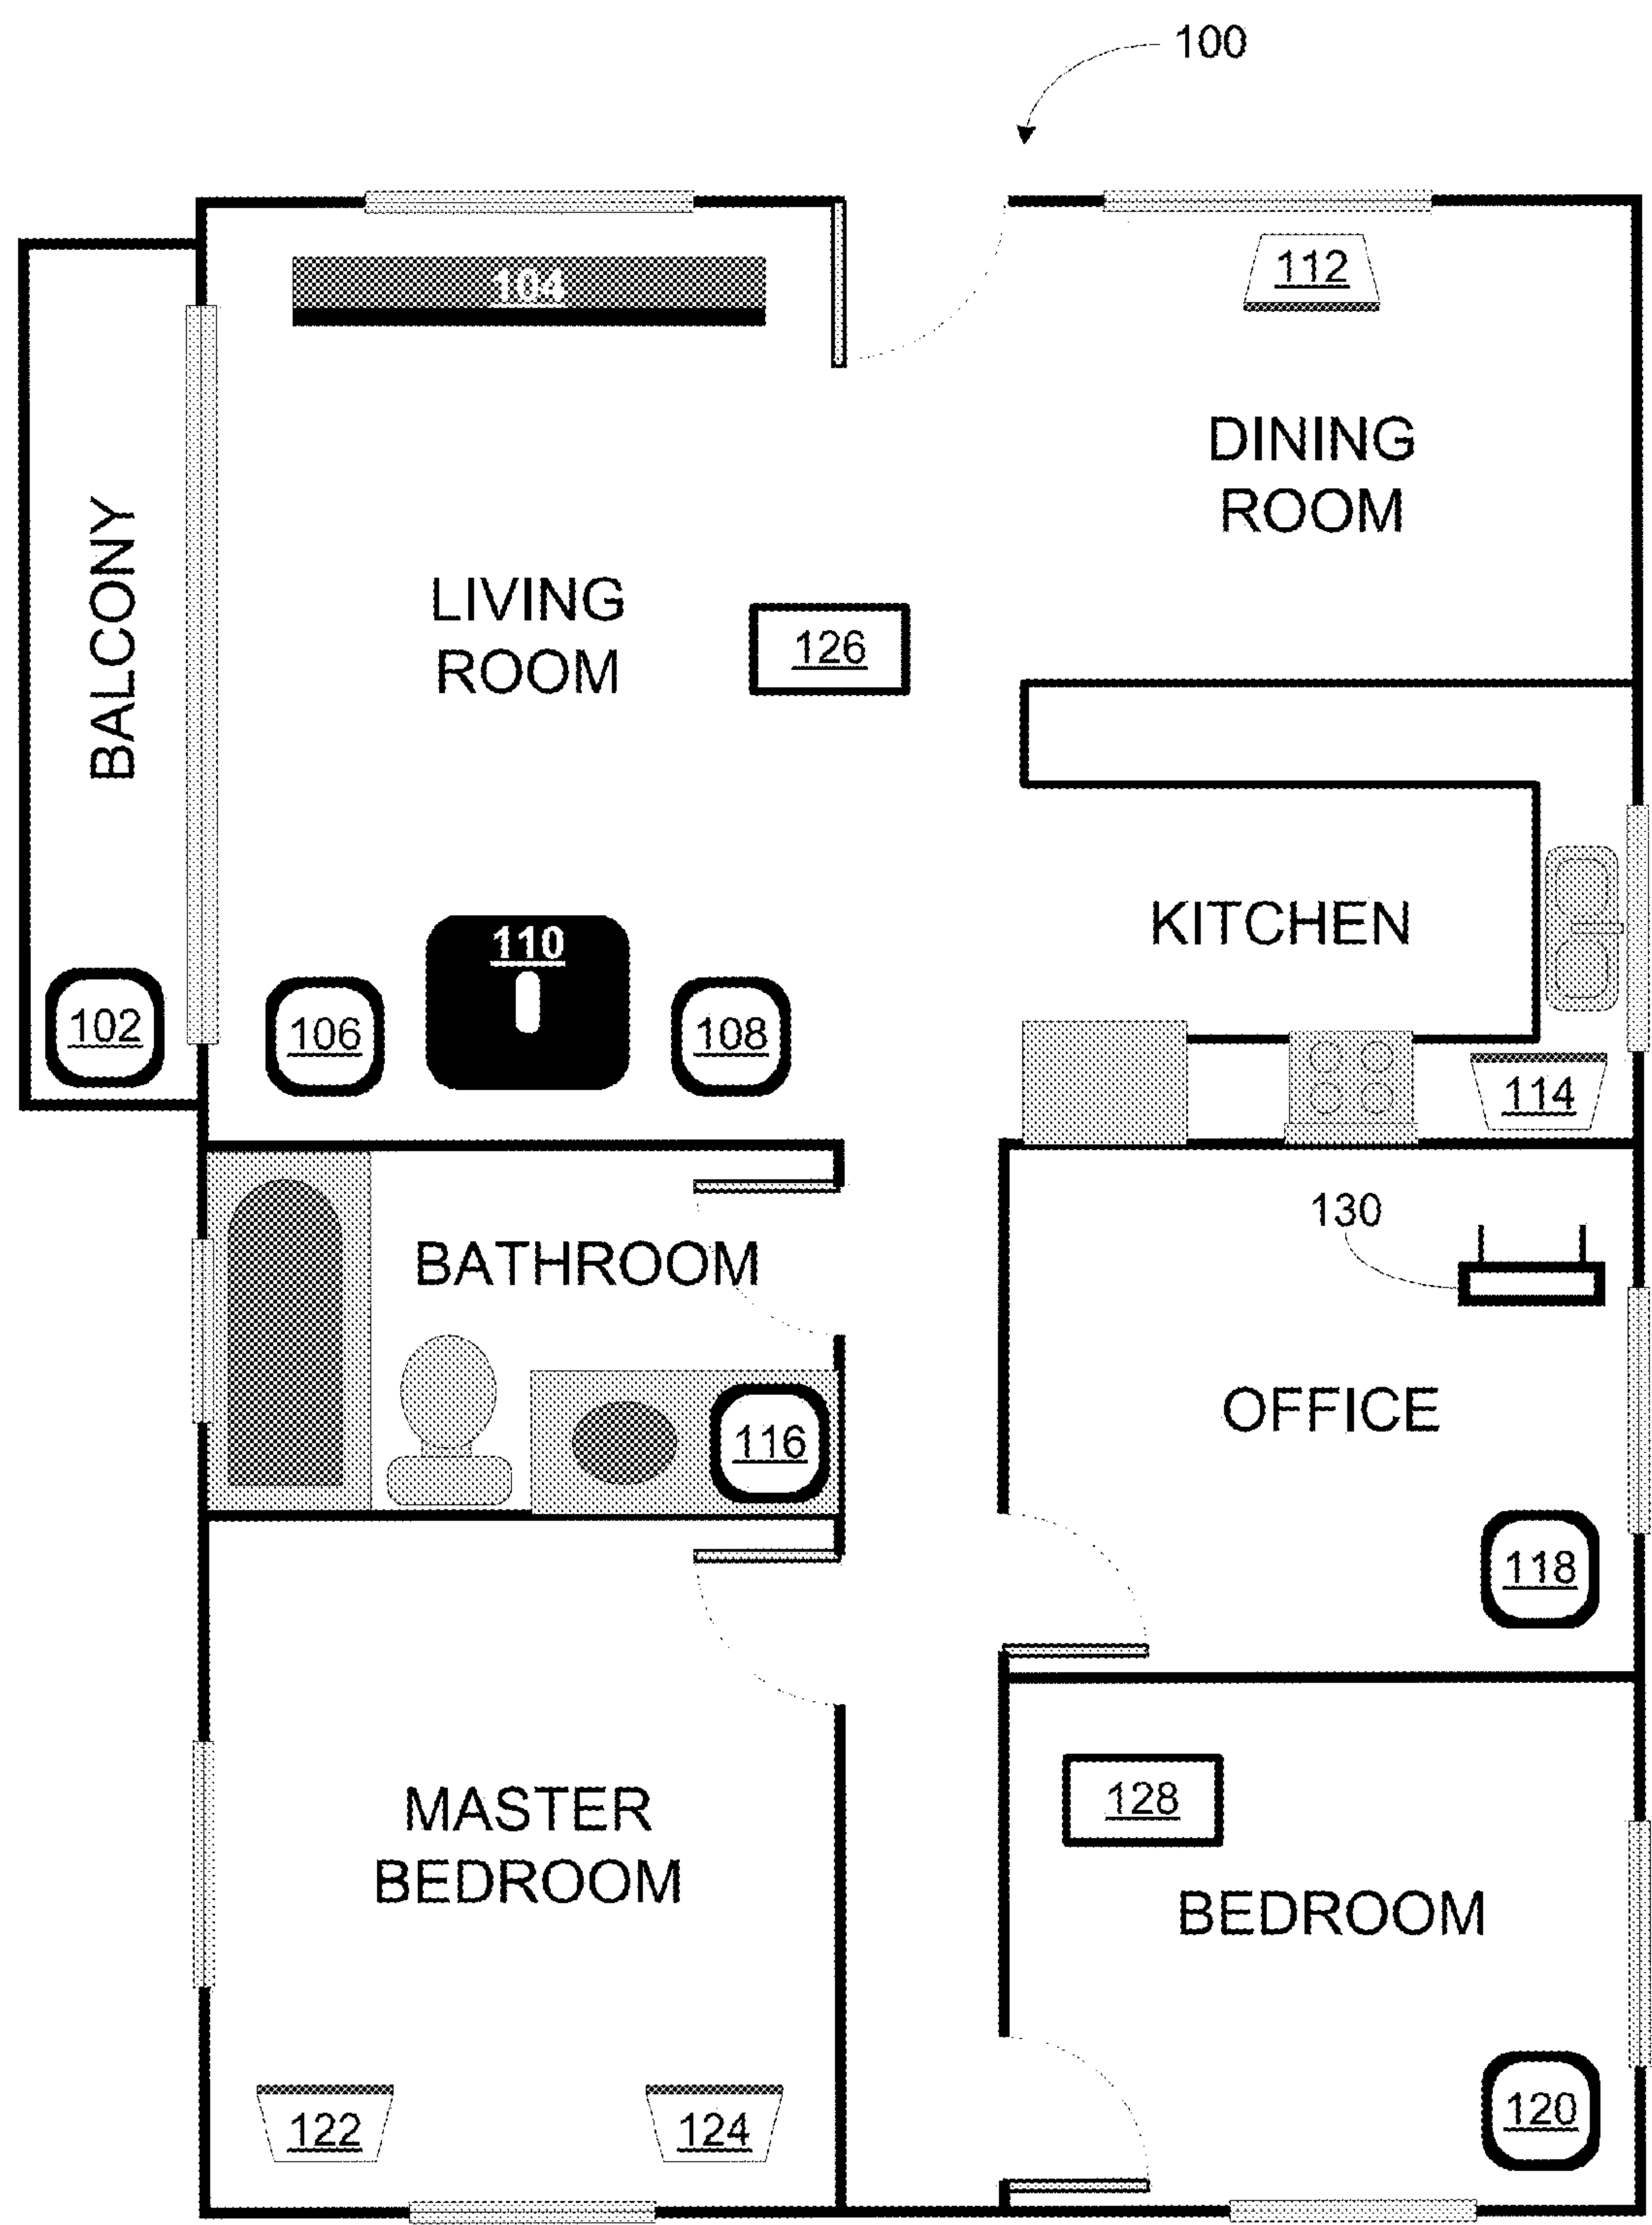 100
104
112
DINING
ROOM
BALCONY
LIVING
ROOM
126
KITCHEN
110
102
106
108
114
130
BATHROOM
OFFICE
116
118
128
MASTER
BEDROOM
BEDROOM
120
122
124